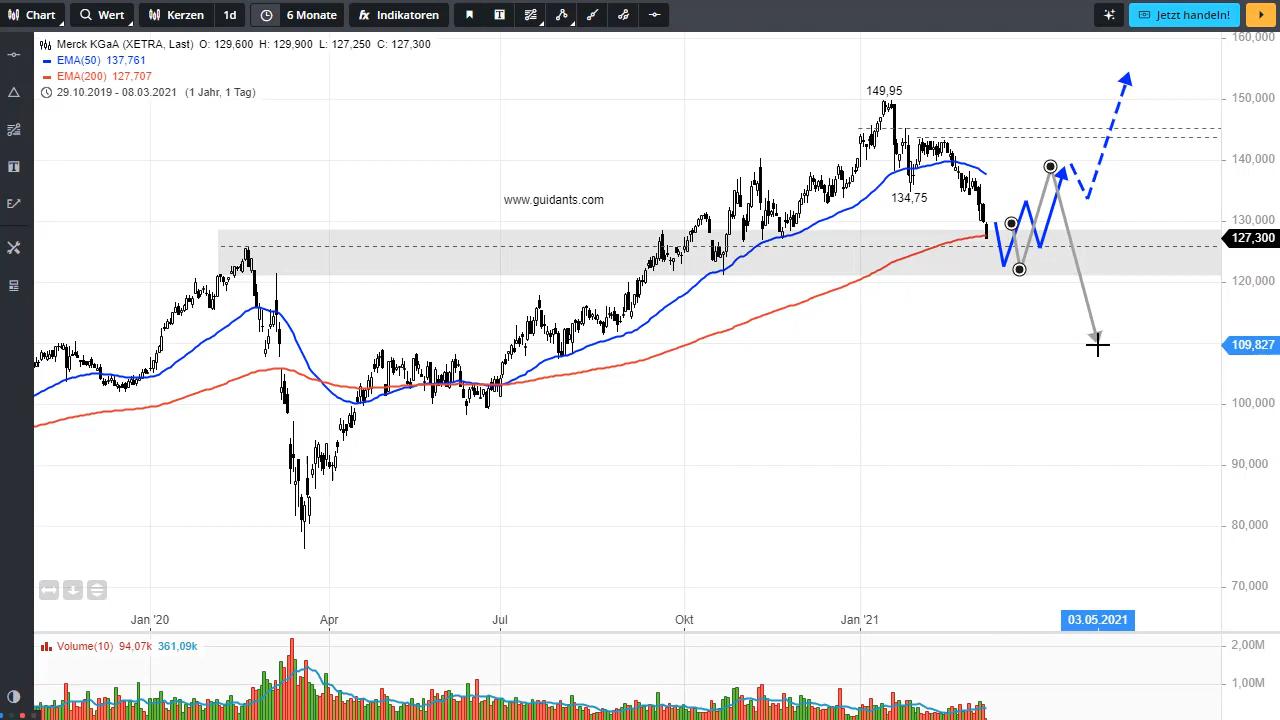 Chart Wert Kerzen 1d 6 Monate fx Indikatoren T Jetzt handeln!
Merck KGaA (XETRA, Last) O: 129,600 H: 129,900 L: 127,250 C: 127,300
EMA(50) 137,761
EMA(200) 127,707
29.10.2019 - 08.03.2021 (1 Jahr, 1 Tag)
160,000
149,95
150,000
140,000
134,75
www.guidants.com
130,000
127,300
120,000
109,827
100,000
90,000
80,000
70,000
Jan '20 Apr Jul Okt Jan '21 03.05.2021
Volume(10) 94,07k 361,09k
2,00M
1,00M